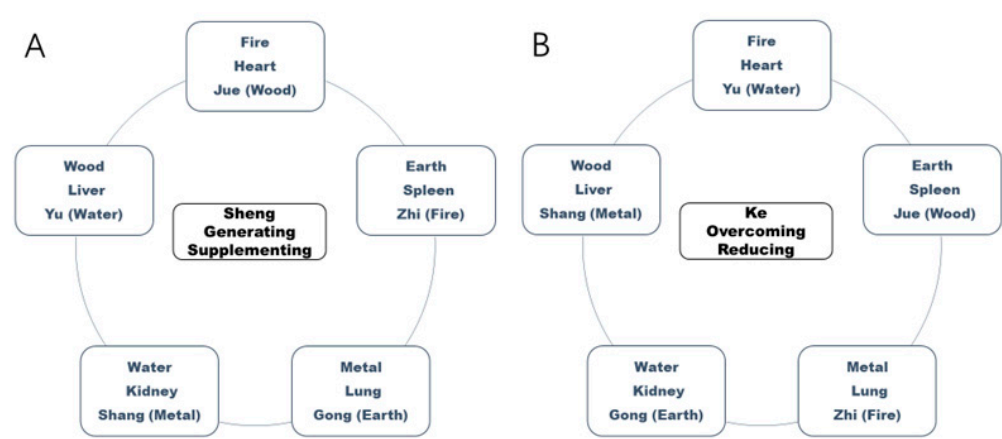 A
Fire
Heart
Jue (Wood)
Wood
Liver
Yu (Water)
Earth
Spleen
Zhi (Fire)
Sheng
Generating
Supplementing
Water
Kidney
Shang (Metal)
Metal
Lung
Gong (Earth)
B
Fire
Heart
Yu (Water)
Wood
Liver
Shang (Metal)
Earth
Spleen
Jue (Wood)
Ke
Overcoming
Reducing
Water
Kidney
Gong (Earth)
Metal
Lung
Zhi (Fire)